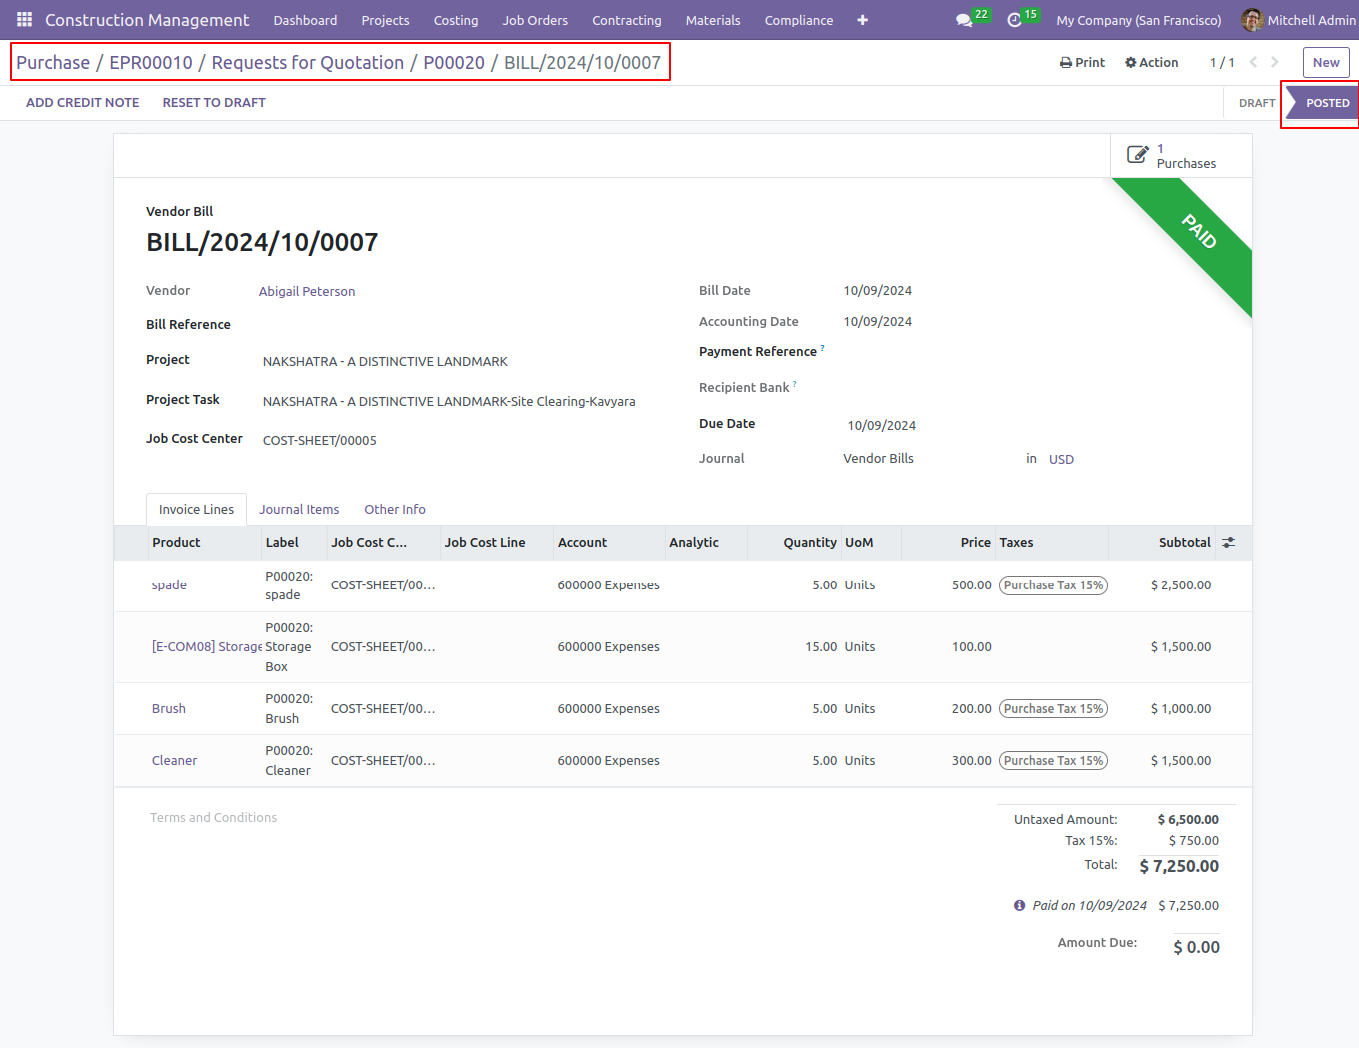 Construction Management Dashboard Projects Costing Job Orders Contracting Materials Compliance + 22 15 My Company (San Francisco) Mitchell Admin
Purchase / EPR00010 / Requests for Quotation / P00020 / BILL/2024/10/0007
Print Action 1 / 1 New
ADD CREDIT NOTE RESET TO DRAFT DRAFT POSTED
1
Purchases
PAID
Vendor Bill
BILL/2024/10/0007
Vendor Abigail Peterson
Bill Reference
Project NAKSHATRA - A DISTINCTIVE LANDMARK
Project Task NAKSHATRA - A DISTINCTIVE LANDMARK-Site Clearing-Kavyara
Job Cost Center COST-SHEET/00005
Bill Date 10/09/2024
Accounting Date 10/09/2024
Payment Reference ?
Recipient Bank ?
Due Date 10/09/2024
Journal Vendor Bills in USD
Invoice Lines Journal Items Other Info
Product Label Job Cost C... Job Cost Line Account Analytic Quantity UoM Price Taxes Subtotal
spade P00020: spade COST-SHEET/00... 600000 Expenses 5.00 Units 500.00 Purchase Tax 15% $ 2,500.00
[E-COM08] Storage P00020: Storage Box COST-SHEET/00... 600000 Expenses 15.00 Units 100.00 $ 1,500.00
Brush P00020: Brush COST-SHEET/00... 600000 Expenses 5.00 Units 200.00 Purchase Tax 15% $ 1,000.00
Cleaner P00020: Cleaner COST-SHEET/00... 600000 Expenses 5.00 Units 300.00 Purchase Tax 15% $ 1,500.00
Terms and Conditions
Untaxed Amount: $ 6,500.00
Tax 15%: $ 750.00
Total: $ 7,250.00
Paid on 10/09/2024 $ 7,250.00
Amount Due: $ 0.00